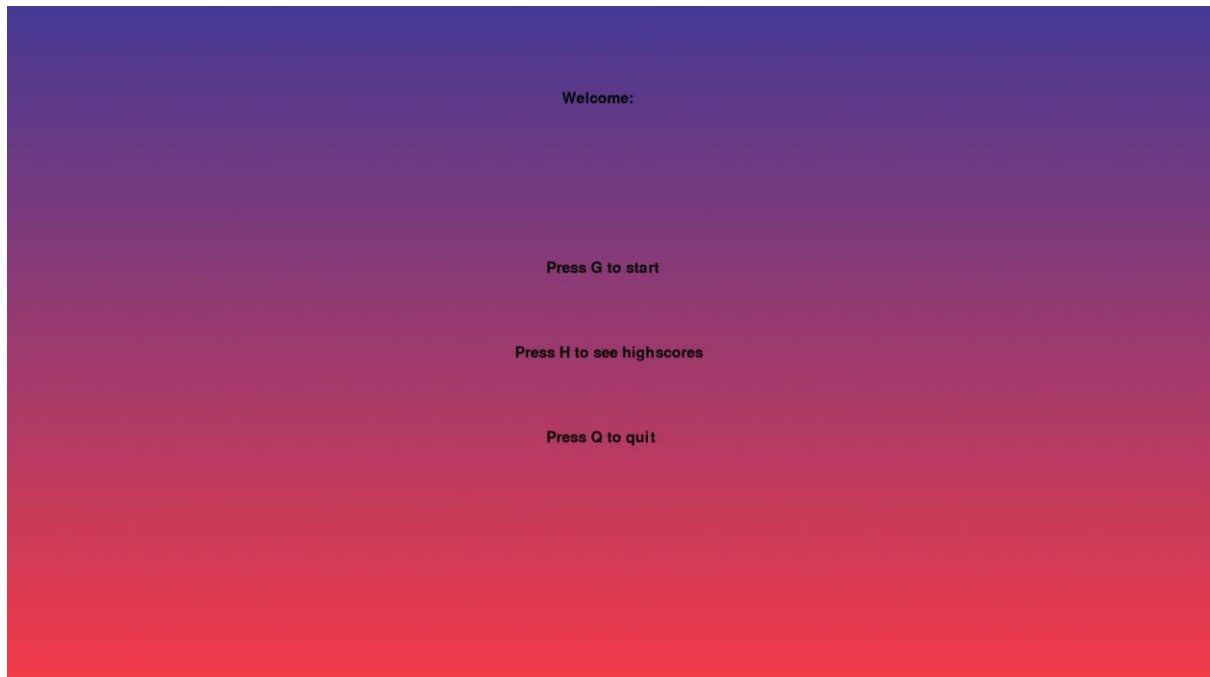 Welcome:
Press G to start
Press H to see highscores
Press Q to quit